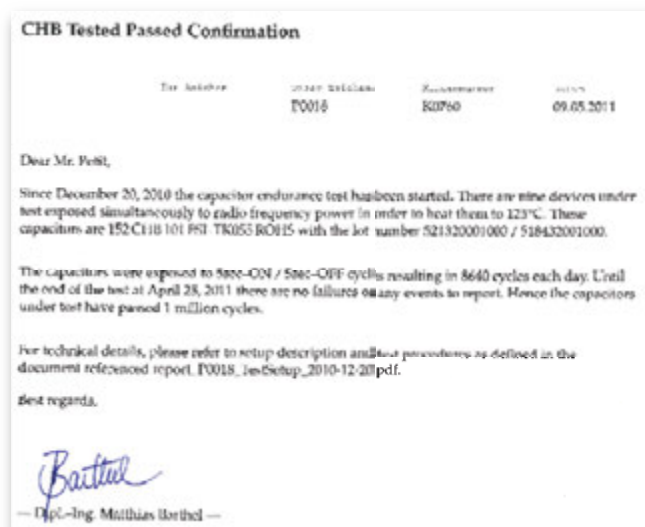 CHB Tested Passed Confirmation
P0018 K0760 09.05.2011
Dear Mr. Petit,
Since December 20, 2010 the capacitor endurance test hasbeen started. There are nine devices under
test exposed simultaneously to radio frequency power in order to heat them to 125°C. These
capacitors are 152 CHB 101 FSL TK055 ROHS with the lot number 521320001000 / 518432001000.
The capacitors were exposed to 5sec-ON / 5sec-OFF cyclis resulting in 8640 cycles each day. Until
the end of the test at April 28, 2011 there are no failures or any events to report. Hence the capacitors
under test have passed 1 million cycles.
For technical details, please refer to setup description and test procedures as defined in the
document referenced report. P0018_TestSetup_2010-12-20.pdf.
Best regards,
Barthel
— Dipl.-Ing. Matthias Barthel —